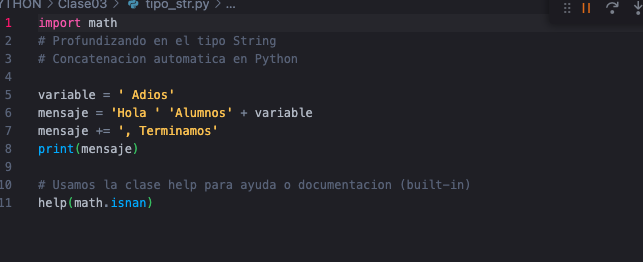 PYTHON > Clase03 > tipo_str.py > ...
1 import math
2 # Profundizando en el tipo String
3 # Concatenacion automatica en Python
4
5 variable = ' Adios'
6 mensaje = 'Hola ' 'Alumnos' + variable
7 mensaje += ', Terminamos'
8 print(mensaje)
9
10 # Usamos la clase help para ayuda o documentacion (built-in)
11 help(math.isnan)